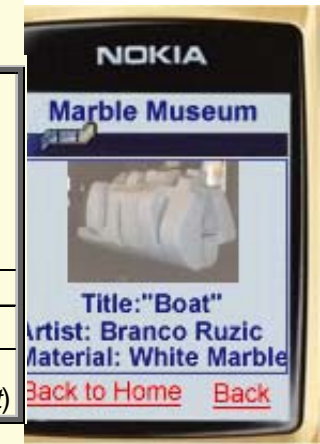 NOKIA
Marble Museum
Title:"Boat"
Artist: Branco Ruzic
Material: White Marble
Back to Home Back
)